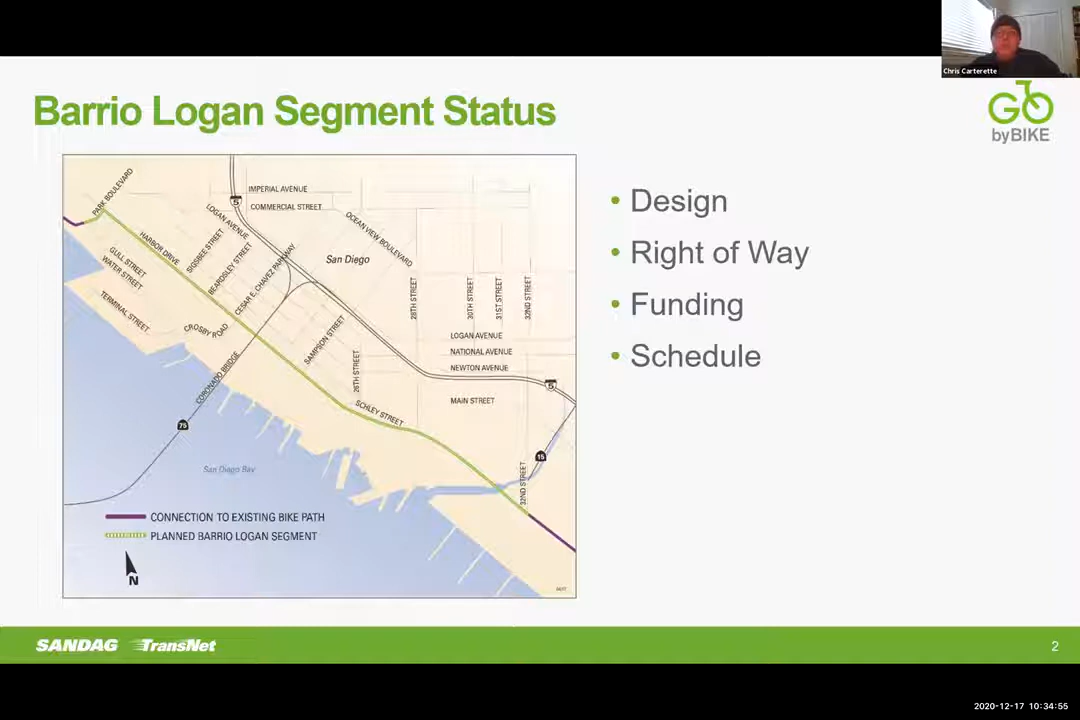 Chris Carterette
Barrio Logan Segment Status
GO
byBIKE
PARK BOULEVARD
5
IMPERIAL AVENUE
COMMERCIAL STREET
LOGAN AVENUE
OCEAN VIEW BOULEVARD
HARBOR DRIVE
SIGSBEE STREET
BEARDSLEY STREET
CESAR E. CHAVEZ PARKWAY
San Diego
GULL STREET
WATER STREET
TERMINAL STREET
CROSBY ROAD
CORONADO BRIDGE
SAMPSON STREET
26TH STREET
28TH STREET
30TH STREET
31ST STREET
32ND STREET
LOGAN AVENUE
NATIONAL AVENUE
NEWTON AVENUE
5
MAIN STREET
SCHLEY STREET
75
15
32ND STREET
San Diego Bay
CONNECTION TO EXISTING BIKE PATH
PLANNED BARRIO LOGAN SEGMENT
N
• Design
• Right of Way
• Funding
• Schedule
SANDAG TransNet
2
2020-12-17 10:34:55